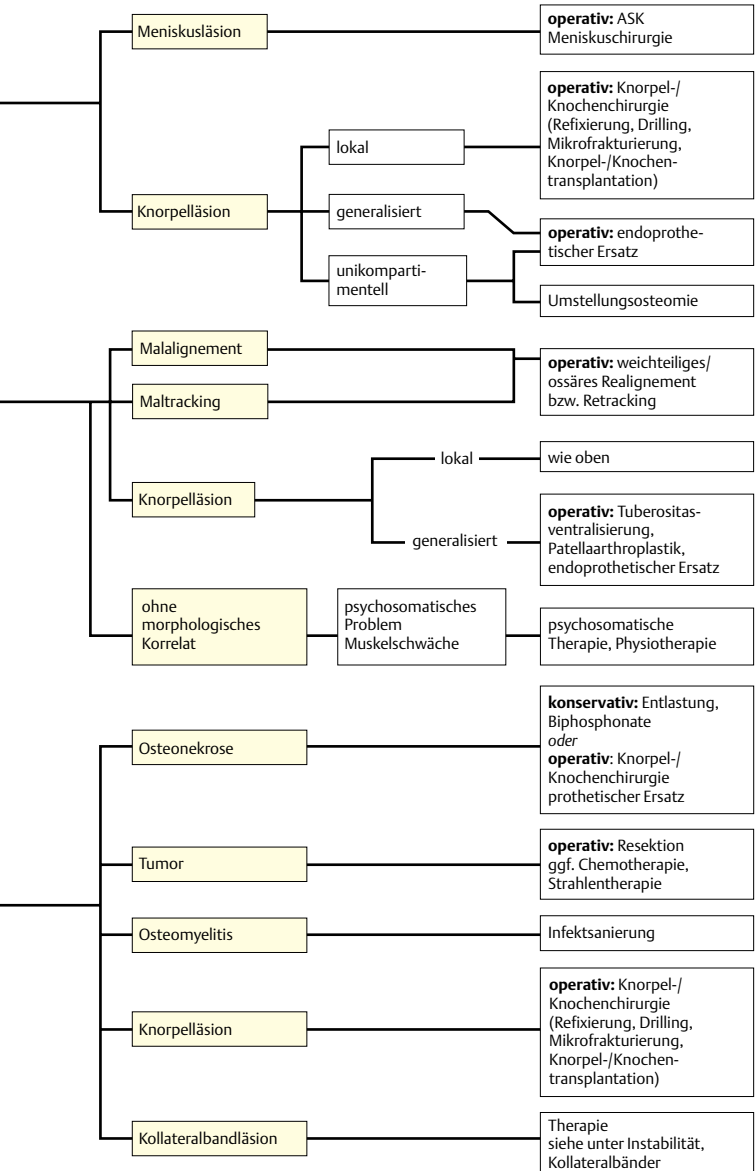 Meniskusläsion
operativ: ASK
Meniskuschirurgie
Knorpelläsion
lokal
operativ: Knorpel-/
Knochenchirurgie
(Refixierung, Drilling,
Mikrofrakturierung,
Knorpel-/Knochen-
transplantation)
generalisiert
operativ: endoprothe-
tischer Ersatz
unikomparti-
mentell
Umstellungsosteomie
Malalignement
Maltracking
operativ: weichteiliges/
ossäres Realignement
bzw. Retracking
Knorpelläsion
lokal
wie oben
generalisiert
operativ: Tuberositas-
ventralisierung,
Patellaarthroplastik,
endoprothetischer Ersatz
ohne
morphologisches
Korrelat
psychosomatisches
Problem
Muskelschwäche
psychosomatische
Therapie, Physiotherapie
Osteonekrose
konservativ: Entlastung,
Biphosphonate
oder
operativ: Knorpel-/
Knochenchirurgie
prothetischer Ersatz
Tumor
operativ: Resektion
ggf. Chemotherapie,
Strahlentherapie
Osteomyelitis
Infektsanierung
Knorpelläsion
operativ: Knorpel-/
Knochenchirurgie
(Refixierung, Drilling,
Mikrofrakturierung,
Knorpel-/Knochen-
transplantation)
Kollateralbandläsion
Therapie
siehe unter Instabilität,
Kollateralbänder